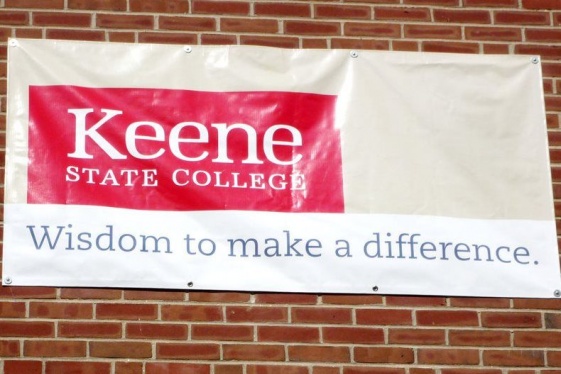 Keene
STATE COLLEGE
Wisdom to make a difference.